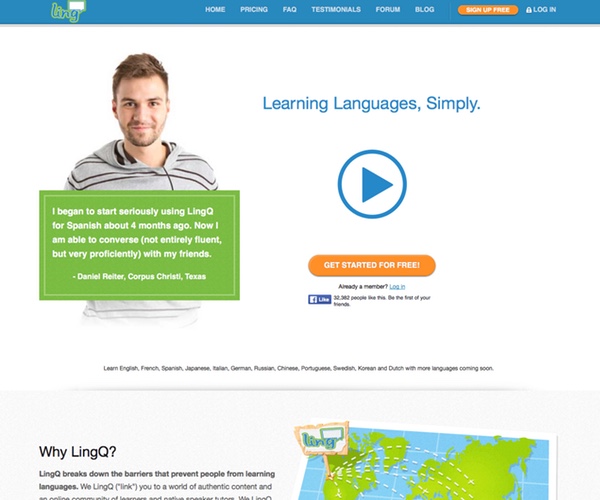 ling
HOME PRICING FAQ TESTIMONIALS FORUM BLOG SIGN UP FREE LOG IN
Learning Languages, Simply.
I began to start seriously using LingQ
for Spanish about 4 months ago. Now I
am able to converse (not entirely fluent,
but very proficiently) with my friends.
- Daniel Reiter, Corpus Christi, Texas
GET STARTED FOR FREE!
Already a member? Log in
Like 32,382 people like this. Be the first of your
friends.
Learn English, French, Spanish, Japanese, Italian, German, Russian, Chinese, Portuguese, Swedish, Korean and Dutch with more languages coming soon.
ling
Why LingQ?
LingQ breaks down the barriers that prevent people from learning
languages. We LingQ ("link") you to a world of authentic content and
an online community of learners and native speaker tutors. We LingQ